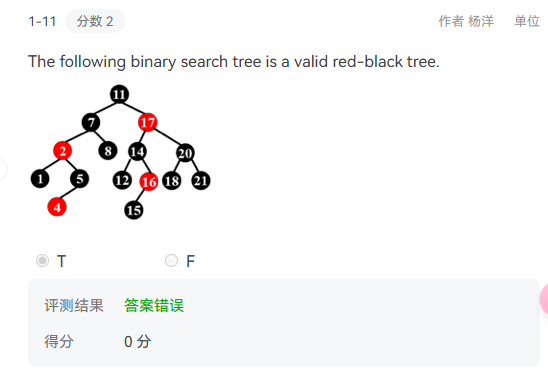 1-11 分数 2 作者 杨洋 单位
The following binary search tree is a valid red-black tree.
11
7 17
2 8 14 20
1 5 12 16 18 21
4 15
T F
评测结果 答案错误
得分 0 分